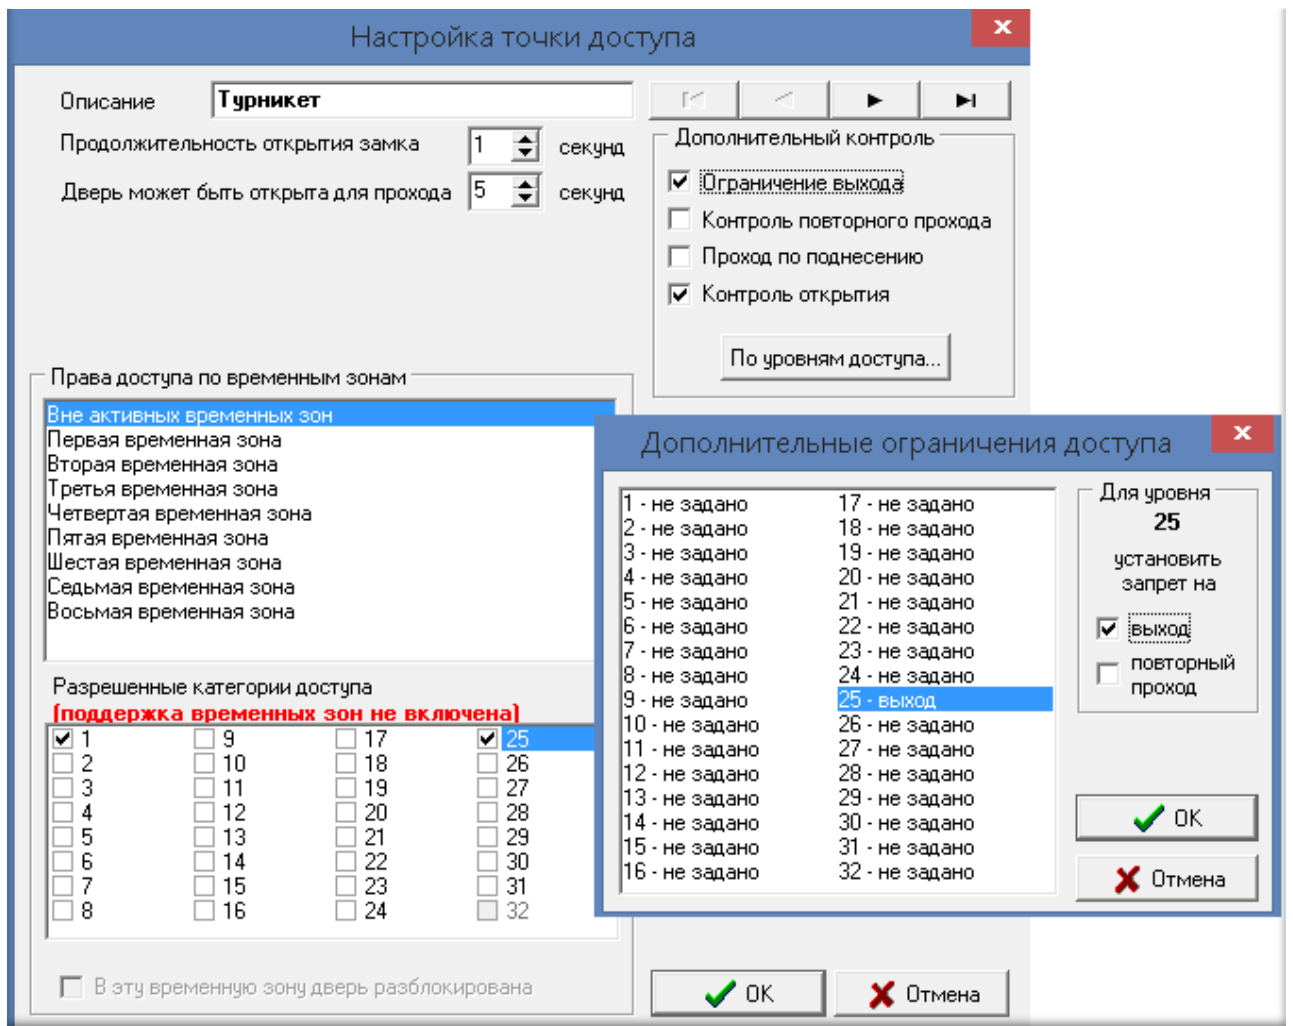 Настройка точки доступа
x
Описание
Турникет
Продолжительность открытия замка 1 секунд
Дверь может быть открыта для прохода 5 секунд
Дополнительный контроль
Ограничение выхода
Контроль повторного прохода
Проход по поднесению
Контроль открытия
По уровням доступа...
Права доступа по временным зонам
Вне активных временных зон
Первая временная зона
Вторая временная зона
Третья временная зона
Четвертая временная зона
Пятая временная зона
Шестая временная зона
Седьмая временная зона
Восьмая временная зона
Разрешенные категории доступа
(поддержка временных зон не включена)
1 9 17 25
2 10 18 26
3 11 19 27
4 12 20 28
5 13 21 29
6 14 22 30
7 15 23 31
8 16 24 32
В эту временную зону дверь разблокирована
OK
Отмена
Дополнительные ограничения доступа
x
1 - не задано 17 - не задано
2 - не задано 18 - не задано
3 - не задано 19 - не задано
4 - не задано 20 - не задано
5 - не задано 21 - не задано
6 - не задано 22 - не задано
7 - не задано 23 - не задано
8 - не задано 24 - не задано
9 - не задано 25 - выход
10 - не задано 26 - не задано
11 - не задано 27 - не задано
12 - не задано 28 - не задано
13 - не задано 29 - не задано
14 - не задано 30 - не задано
15 - не задано 31 - не задано
16 - не задано 32 - не задано
Для уровня
25
установить
запрет на
выход
повторный
проход
OK
Отмена